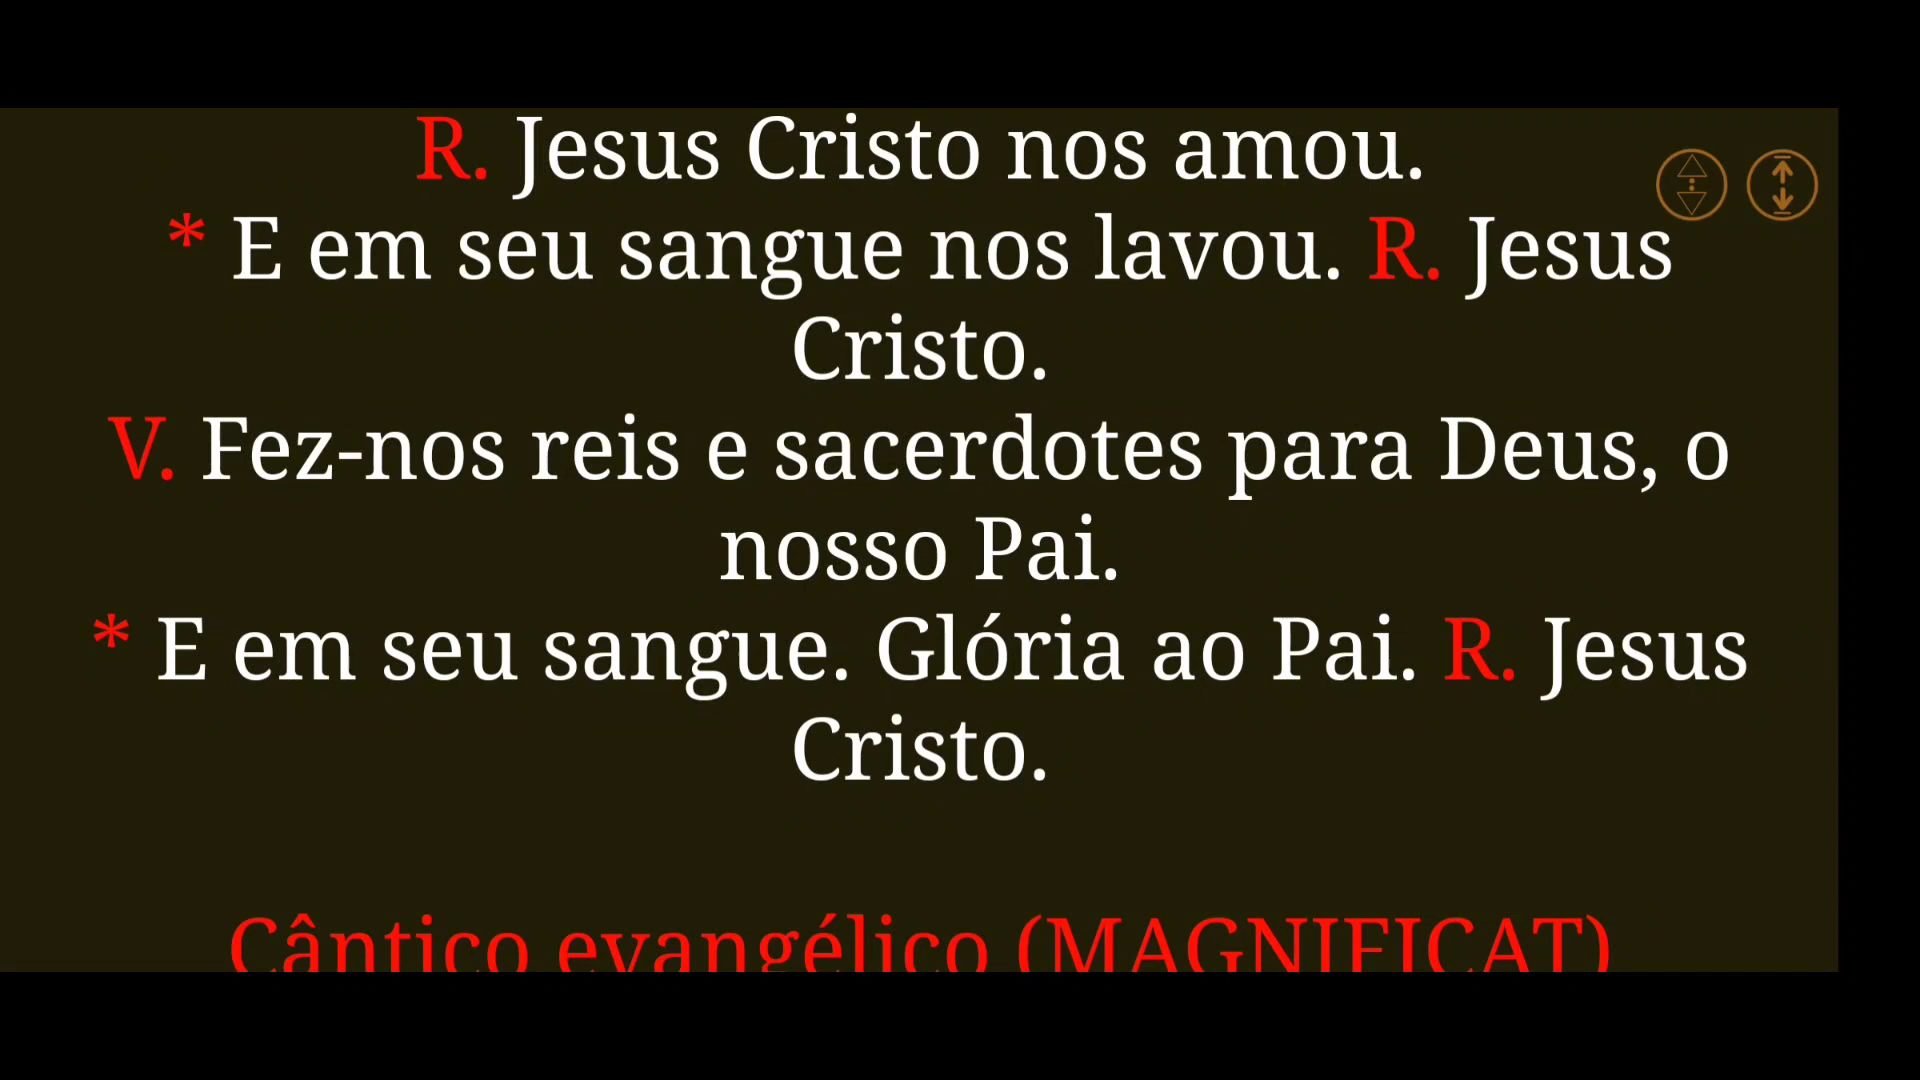 R. Jesus Cristo nos amou.
* E em seu sangue nos lavou. R. Jesus
Cristo.
V. Fez-nos reis e sacerdotes para Deus, o
nosso Pai.
* E em seu sangue. Glória ao Pai. R. Jesus
Cristo.
Cântico evangélico (MAGNIFICAT)